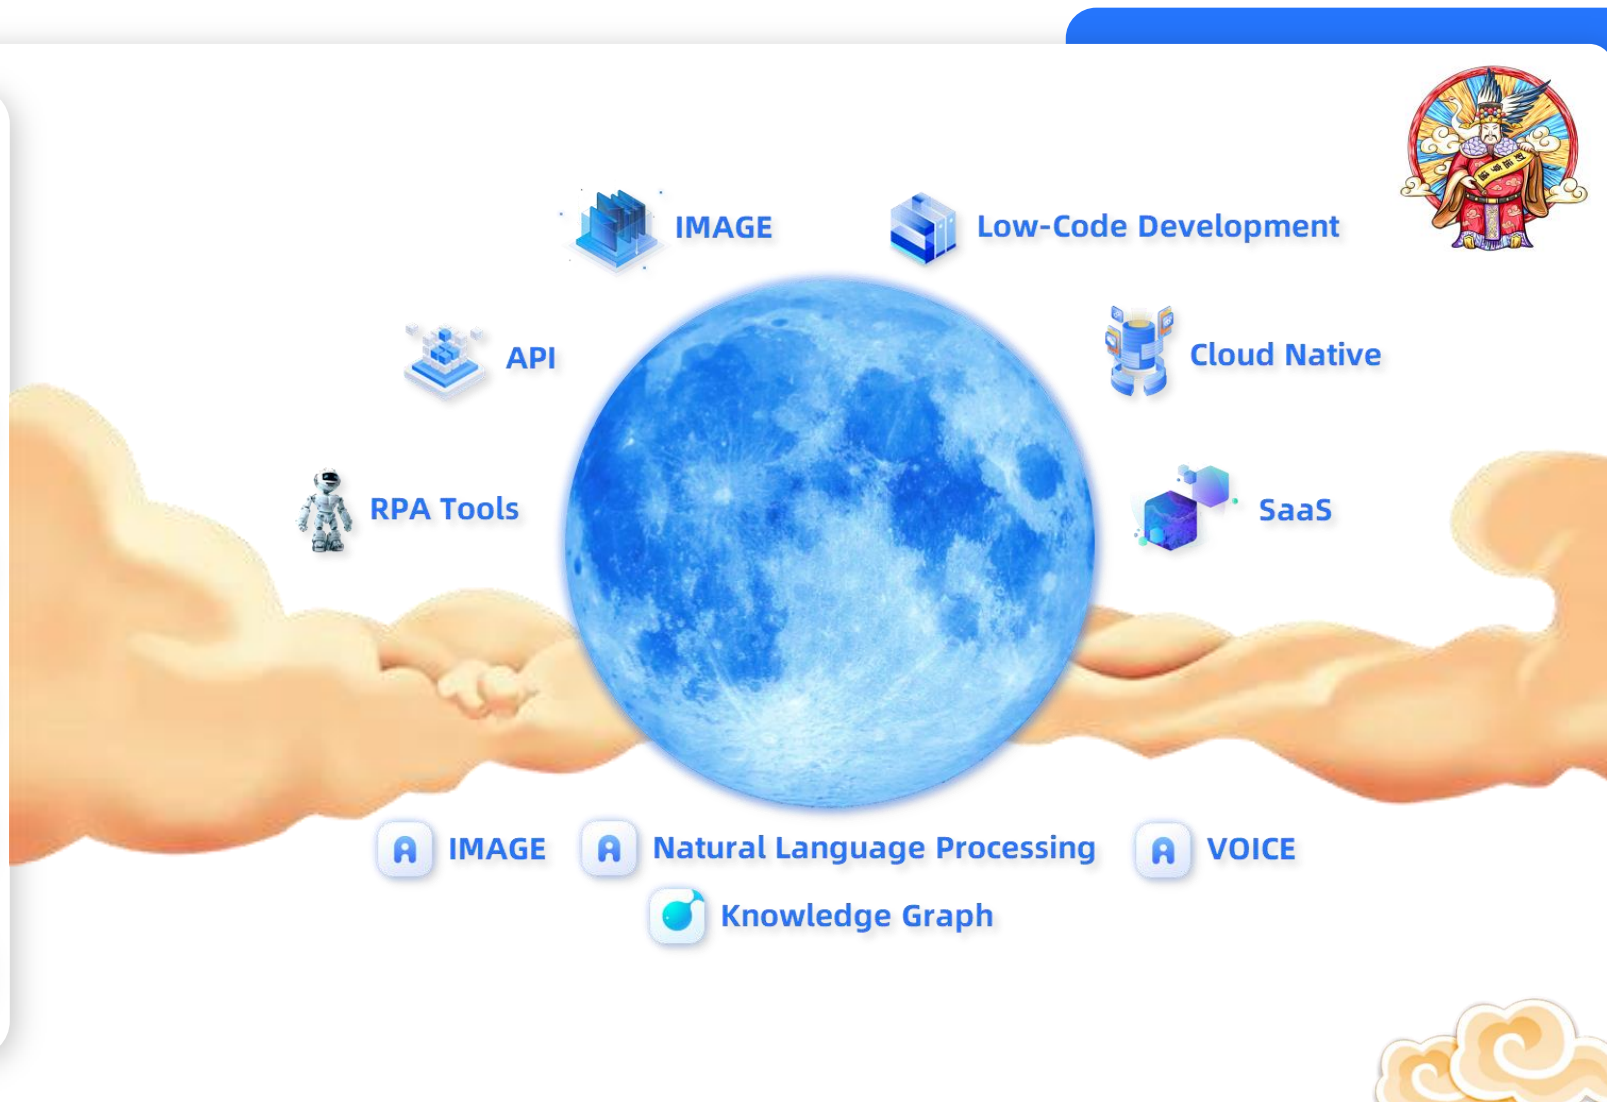 IMAGE
Low-Code Development
API
Cloud Native
RPA Tools
SaaS
IMAGE
Natural Language Processing
VOICE
Knowledge Graph